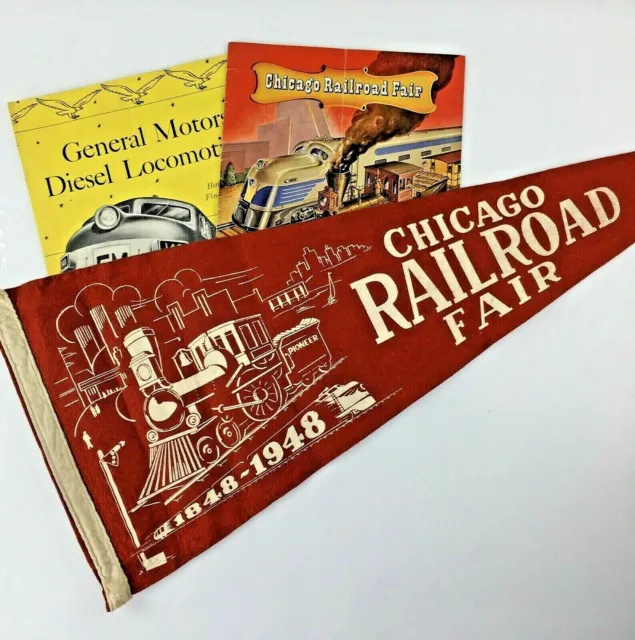 General Motors
Diesel Locomoti
Chicago Railroad Fair
CHICAGO
RAILROAD
FAIR
PIONEER
1848-1948